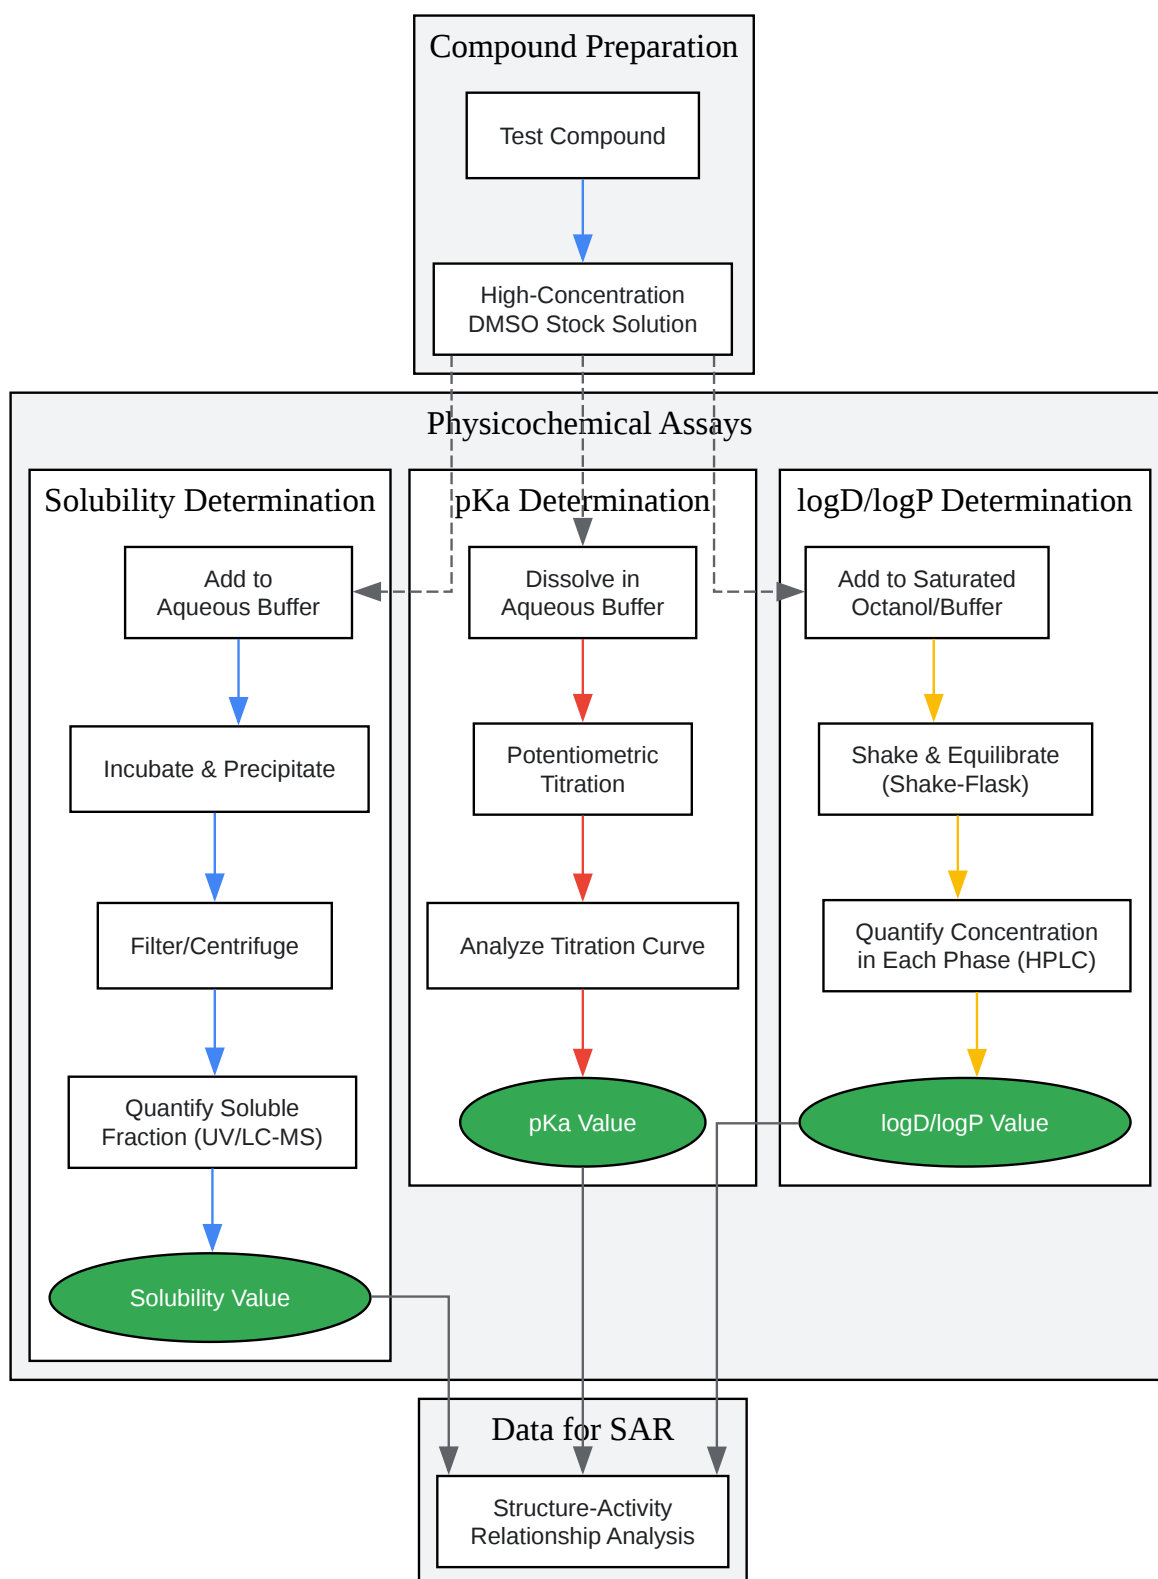 Compound Preparation
Test Compound
High-Concentration
DMSO Stock Solution
Physicochemical Assays
Solubility Determination
Add to
Aqueous Buffer
Incubate & Precipitate
Filter/Centrifuge
Quantify Soluble
Fraction (UV/LC-MS)
Solubility Value
pKa Determination
Dissolve in
Aqueous Buffer
Potentiometric
Titration
Analyze Titration Curve
pKa Value
logD/logP Determination
Add to Saturated
Octanol/Buffer
Shake & Equilibrate
(Shake-Flask)
Quantify Concentration
in Each Phase (HPLC)
logD/logP Value
Data for SAR
Structure-Activity
Relationship Analysis